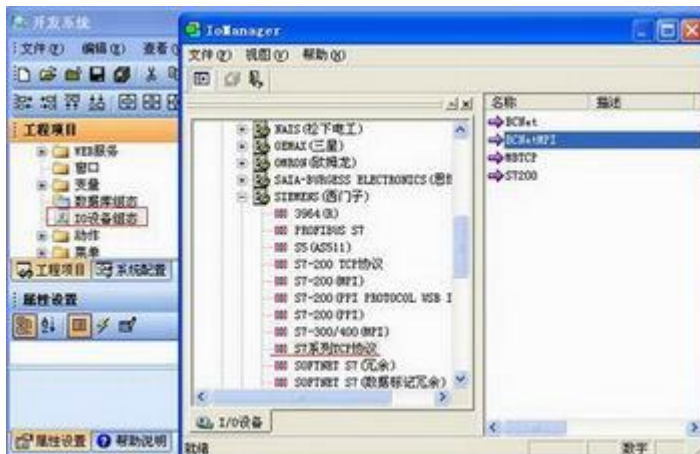 开发系统
文件(F) 编辑(E) 查看
工程项目
WEB服务
窗口
变量
数据库组态
IO设备组态
动作
菜单
工程项目 系统配置
属性设置
属性设置 帮助说明
IoManager
文件(F) 视图(V) 帮助(H)
NAIS(松下电工)
OEMAX(三星)
OMRON(欧姆龙)
SAIA-BURGESS ELECTRONICS(思
SIEMENS(西门子)
3964(R)
PROFIBUS S7
S5(AS511)
S7-200 TCP协议
S7-200(MPI)
S7-200(PPI PROTOCOL USB I
S7-200(PPI)
S7-300/400(MPI)
S7系列TCP协议
SOFTNET S7(冗余)
SOFTNET S7(数据标记冗余)
I/O设备
名称 描述
BCNet
BCNetMPI
MBTCP
S7200
就绪
数字